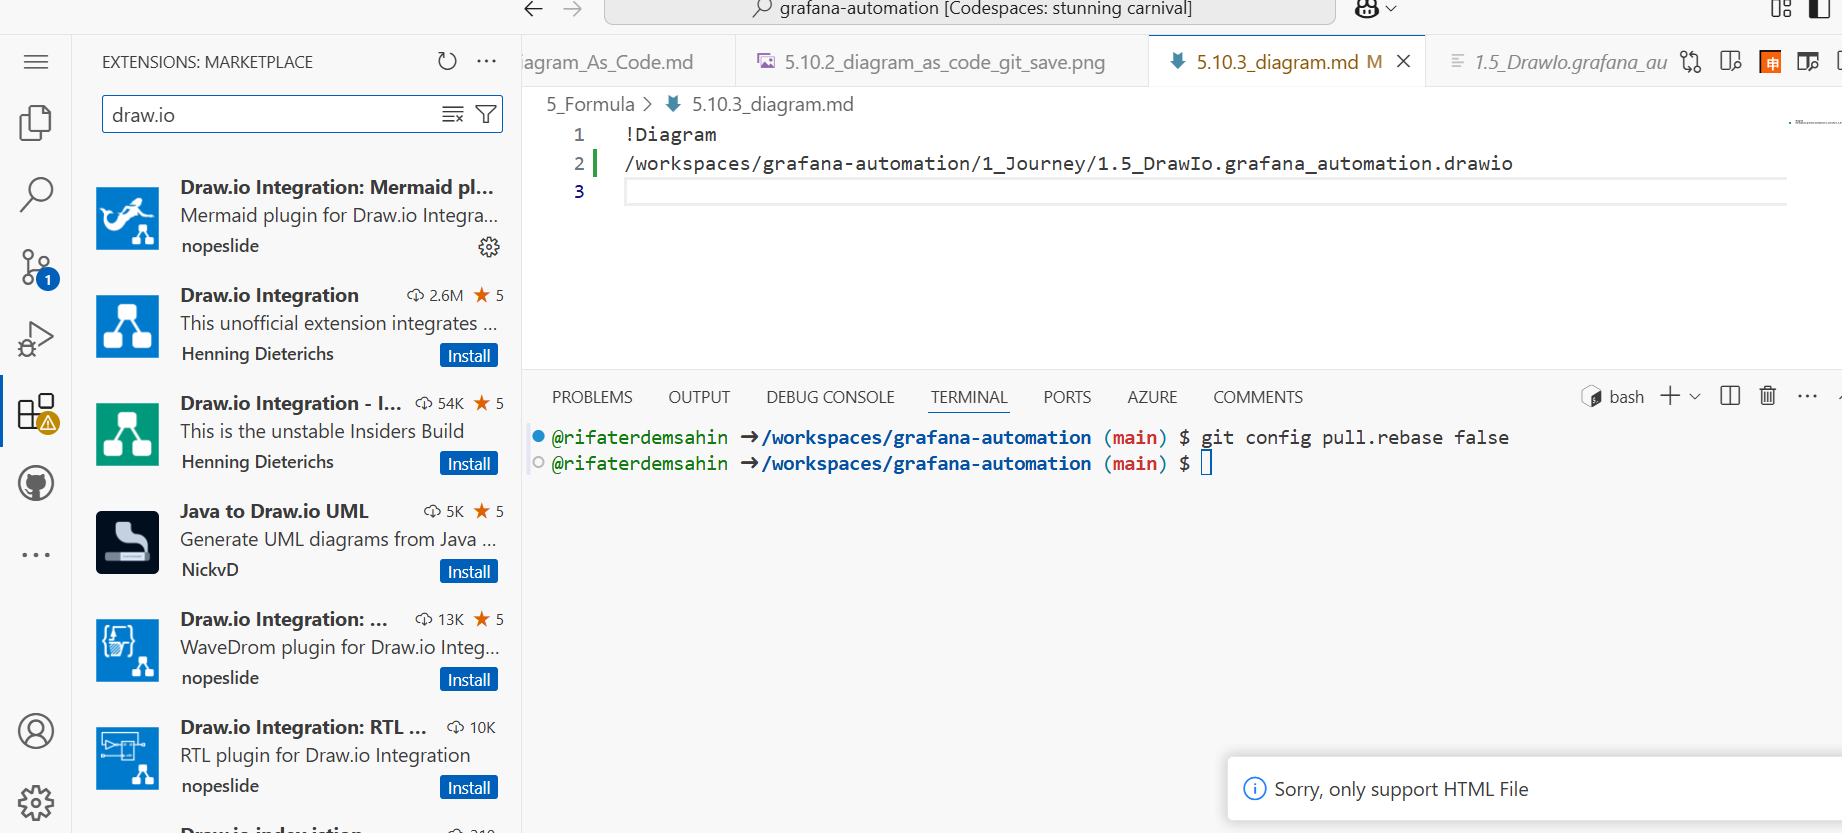 grafana-automation [Codespaces: stunning carnival]
EXTENSIONS: MARKETPLACE
draw.io
Draw.io Integration: Mermaid pl...
Mermaid plugin for Draw.io Integra...
nopeslide
Draw.io Integration 2.6M 5
This unofficial extension integrates ...
Henning Dieterichs Install
Draw.io Integration - I... 54K 5
This is the unstable Insiders Build
Henning Dieterichs Install
Java to Draw.io UML 5K 5
Generate UML diagrams from Java ...
NickvD Install
Draw.io Integration: ... 13K 5
WaveDrom plugin for Draw.io Integ...
nopeslide Install
Draw.io Integration: RTL ... 10K
RTL plugin for Draw.io Integration
nopeslide Install
1
iagram_As_Code.md 5.10.2_diagram_as_code_git_save.png 5.10.3_diagram.md M 1.5_DrawIo.grafana_au
5_Formula > 5.10.3_diagram.md
1 !Diagram
2 /workspaces/grafana-automation/1_Journey/1.5_DrawIo.grafana_automation.drawio
3
PROBLEMS OUTPUT DEBUG CONSOLE TERMINAL PORTS AZURE COMMENTS bash
@rifaterdemsahin ➜/workspaces/grafana-automation (main) $ git config pull.rebase false
@rifaterdemsahin ➜/workspaces/grafana-automation (main) $
Sorry, only support HTML File